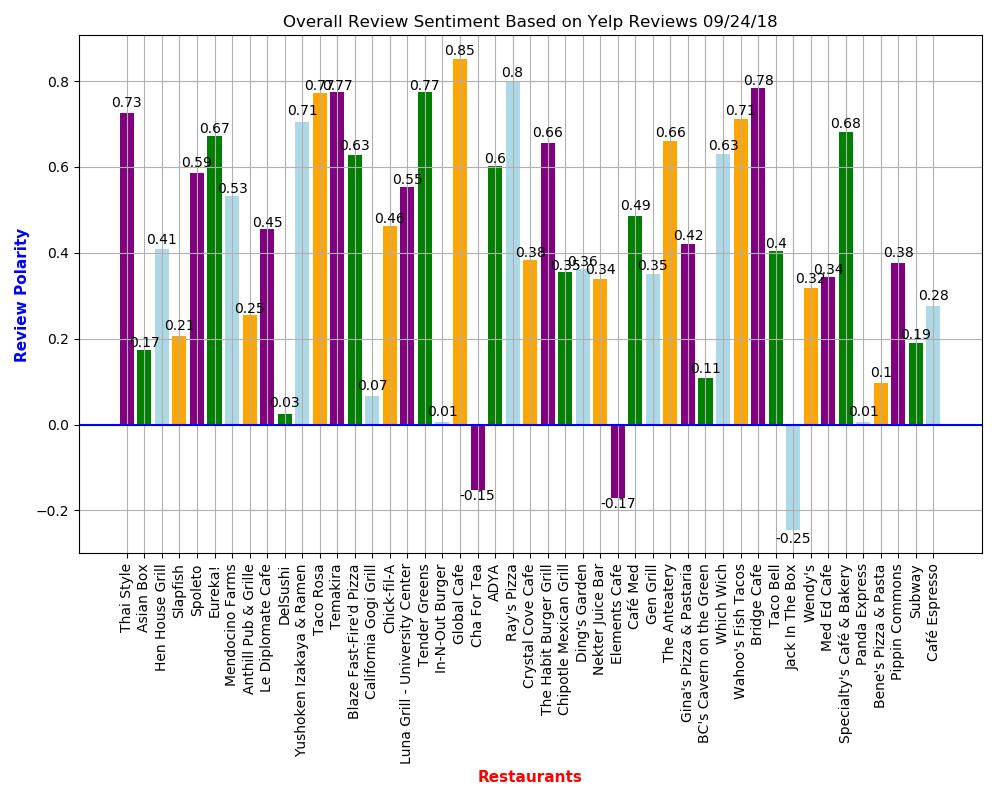 Overall Review Sentiment Based on Yelp Reviews 09/24/18
Review Polarity
0.8
0.6
0.4
0.2
0.0
−0.2
0.73
0.17
0.41
0.21
0.59
0.67
0.53
0.25
0.45
0.03
0.71
0.77
0.77
0.63
0.07
0.46
0.55
0.77
0.01
0.85
-0.15
0.6
0.8
0.38
0.66
0.35
0.36
0.34
-0.17
0.49
0.35
0.66
0.42
0.11
0.63
0.71
0.78
0.4
-0.25
0.32
0.34
0.68
0.01
0.1
0.38
0.19
0.28
Thai Style
Asian Box
Hen House Grill
Slapfish
Spoleto
Eureka!
Mendocino Farms
Anthill Pub & Grille
Le Diplomate Cafe
DelSushi
Yushoken Izakaya & Ramen
Taco Rosa
Temakira
Blaze Fast-Fire'd Pizza
California Gogi Grill
Chick-fil-A
Luna Grill - University Center
Tender Greens
In-N-Out Burger
Global Cafe
Cha For Tea
ADYA
Ray's Pizza
Crystal Cove Cafe
The Habit Burger Grill
Chipotle Mexican Grill
Ding's Garden
Nekter Juice Bar
Elements Cafe
Café Med
Gen Grill
The Anteatery
Gina's Pizza & Pastaria
BC's Cavern on the Green
Which Wich
Wahoo's Fish Tacos
Bridge Cafe
Taco Bell
Jack In The Box
Wendy's
Med Ed Café
Specialty's Café & Bakery
Panda Express
Bene's Pizza & Pasta
Pippin Commons
Subway
Café Espresso
Restaurants